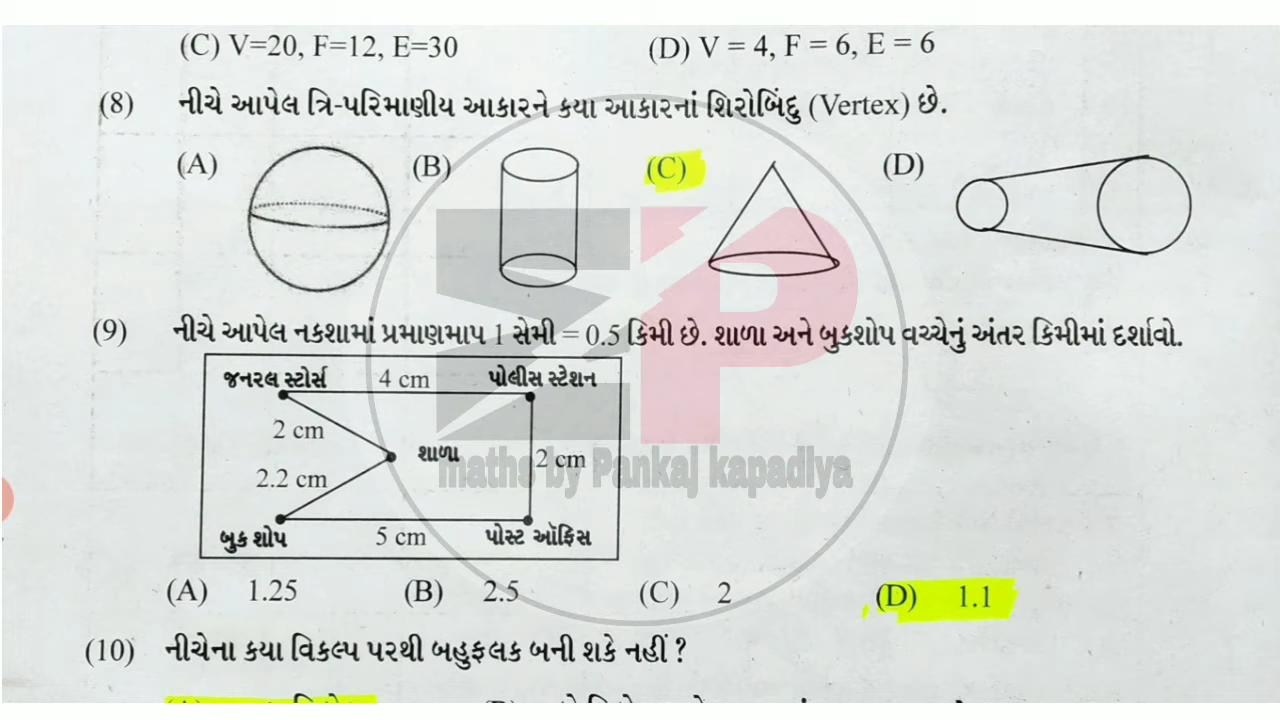 (C) V=20, F=12, E=30 (D) V = 4, F = 6, E = 6
(8) નીચે આપેલ ત્રિ-પરિમાણીય આકારને કયા આકારનાં શિરોબિંદુ (Vertex) છે.
(A) (B) (C) (D)
(9) નીચે આપેલ નકશામાં પ્રમાણમાપ 1 સેમી = 0.5 કિમી છે. શાળા અને બુકશોપ વચ્ચેનું અંતર કિમીમાં દર્શાવો.
જનરલ સ્ટોર્સ 4 cm પોલીસ સ્ટેશન
2 cm
શાળા
2 cm
2.2 cm
બુક શોપ 5 cm પોસ્ટ ઑફિસ
maths by Pankaj kapadiya
(A) 1.25 (B) 2.5 (C) 2 (D) 1.1
(10) નીચેના કયા વિકલ્પ પરથી બહુફલક બની શકે નહીં ?